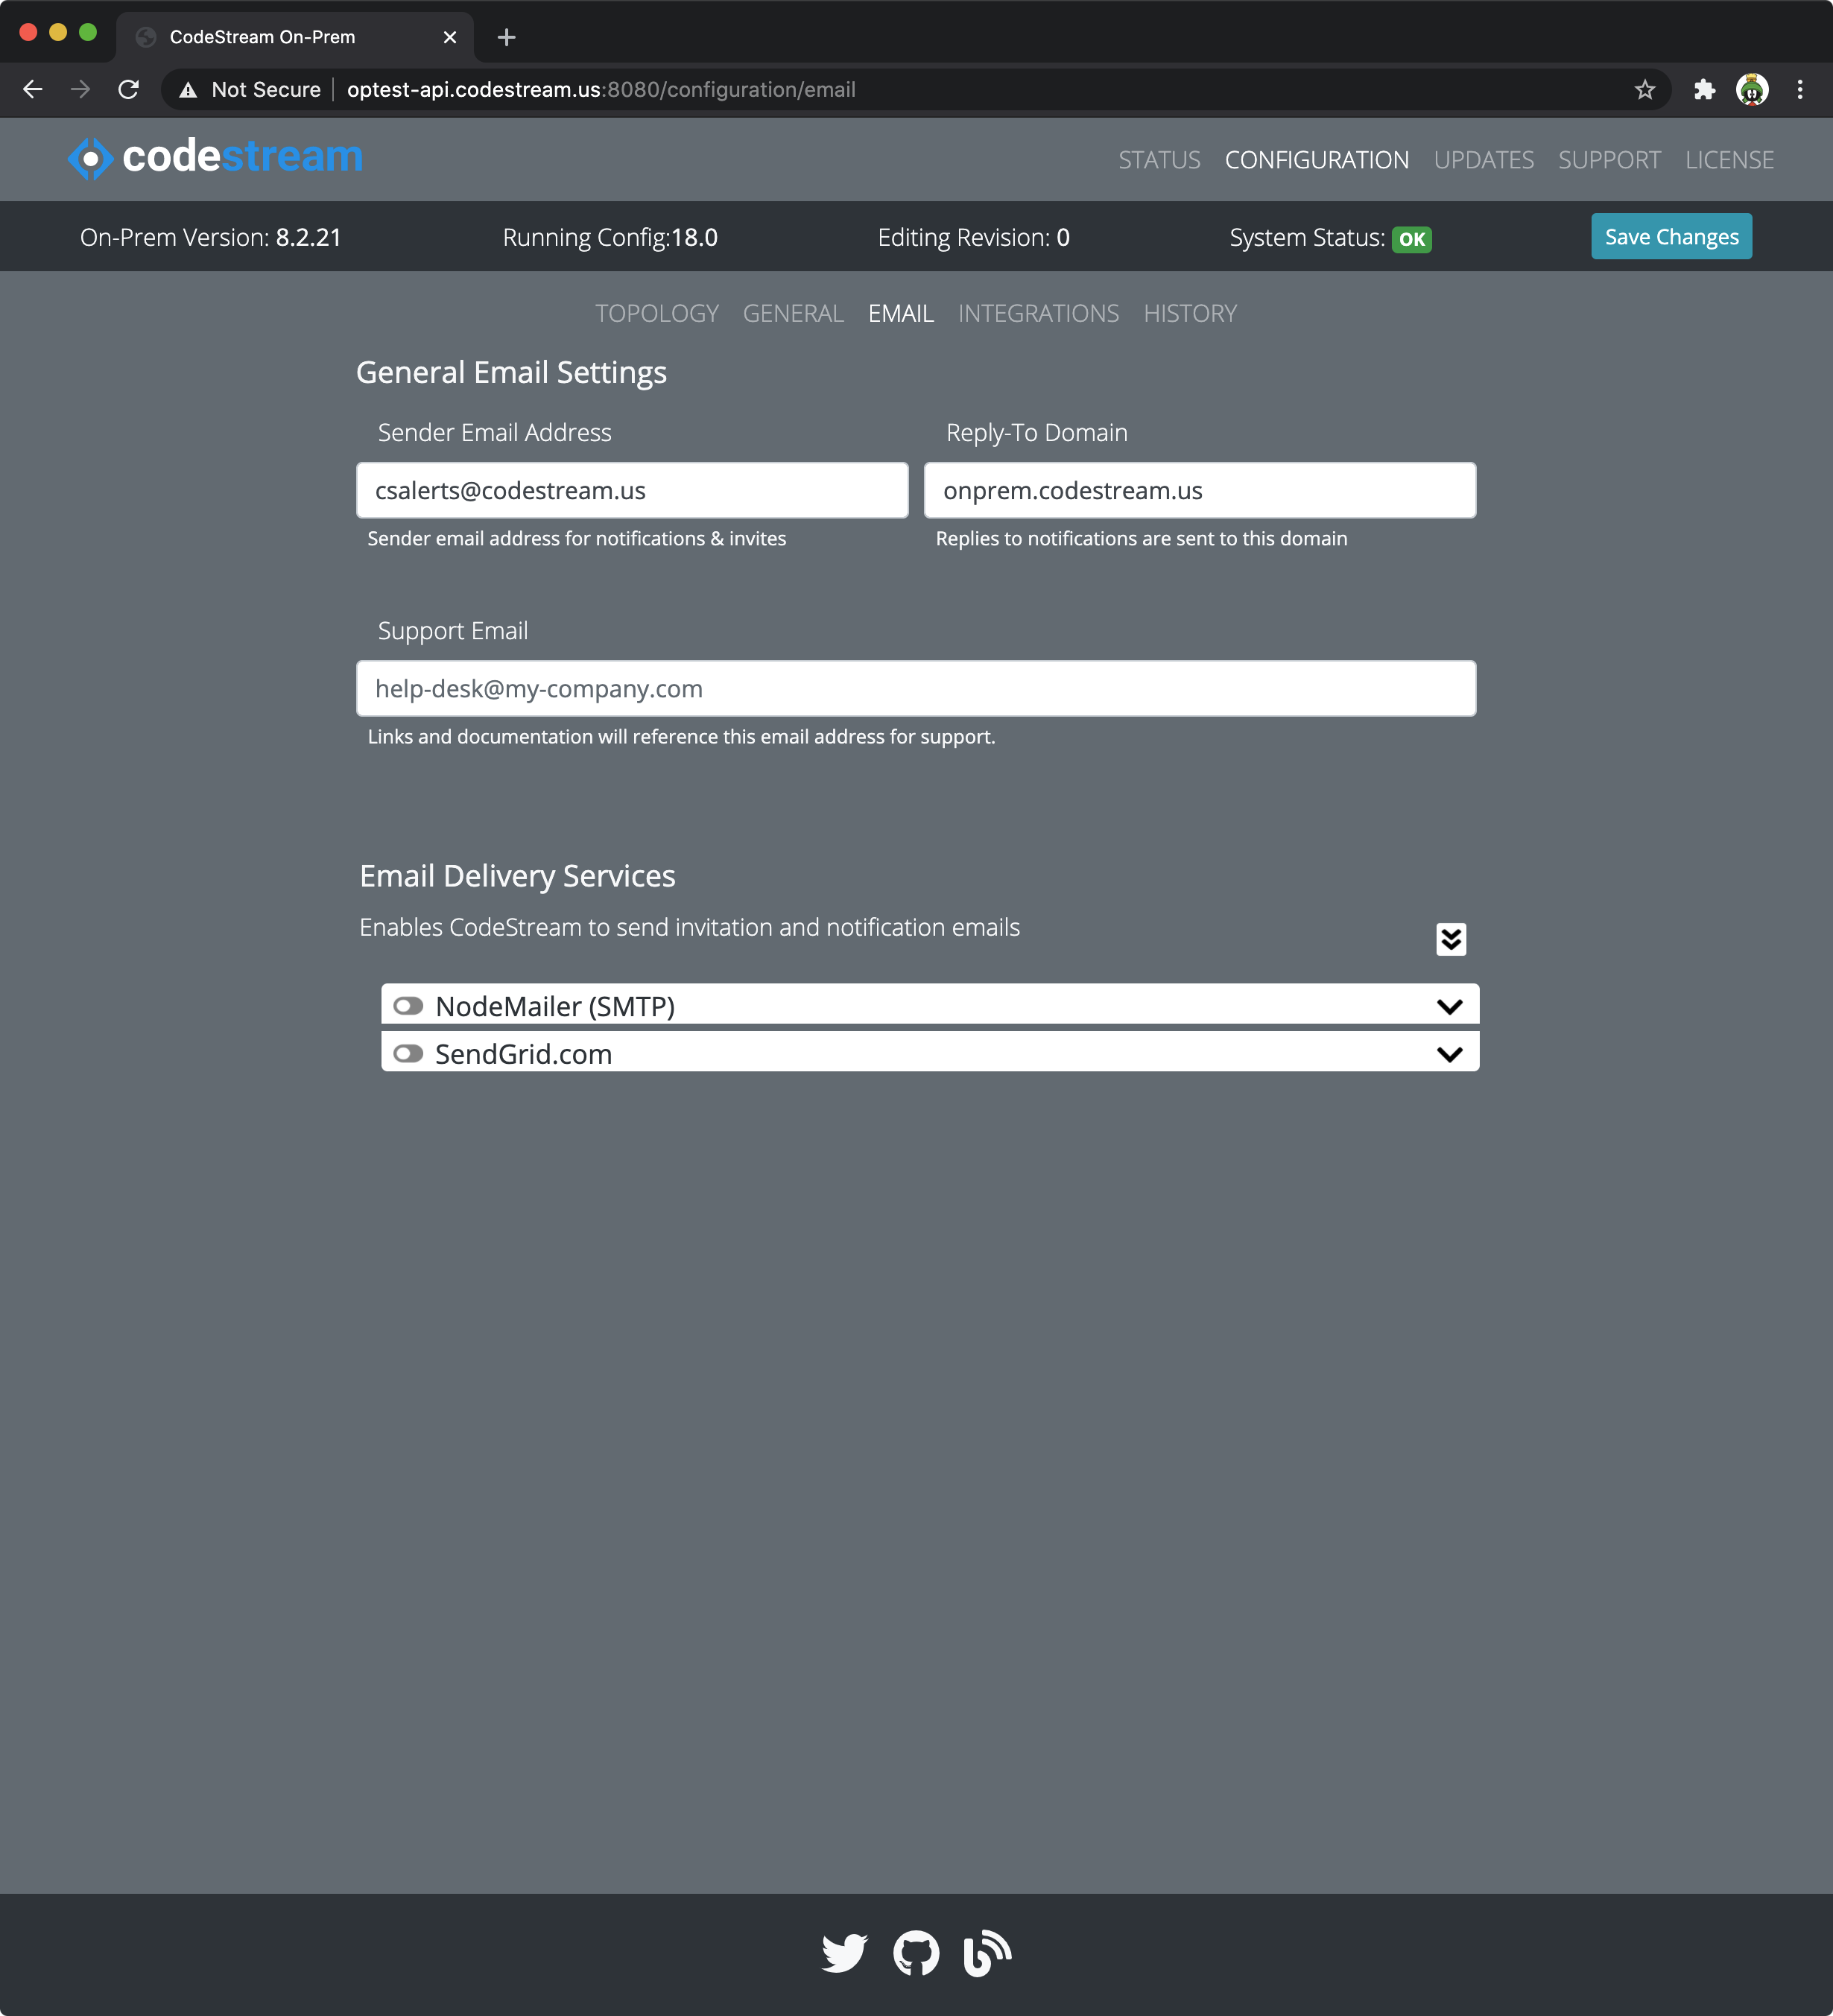 CodeStream On-Prem
Not Secure optest-api.codestream.us:8080/configuration/email
codestream STATUS CONFIGURATION UPDATES SUPPORT LICENSE
On-Prem Version: 8.2.21 Running Config:18.0 Editing Revision: 0 System Status: OK Save Changes
TOPOLOGY GENERAL EMAIL INTEGRATIONS HISTORY
General Email Settings
Sender Email Address Reply-To Domain
csalerts@codestream.us onprem.codestream.us
Sender email address for notifications & invites Replies to notifications are sent to this domain
Support Email
help-desk@my-company.com
Links and documentation will reference this email address for support.
Email Delivery Services
Enables CodeStream to send invitation and notification emails
NodeMailer (SMTP)
SendGrid.com